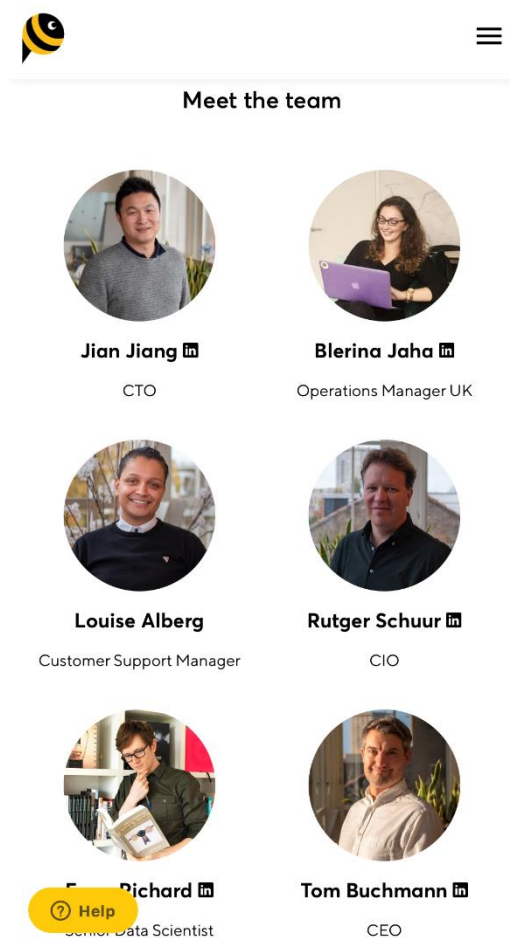 Meet the team
Jian Jiang
Blerina Jaha
CTO
Operations Manager UK
Louise Alberg
Rutger Schuur
Customer Support Manager
CIO
Richard
Tom Buchmann
Help
Senior Data Scientist
CEO